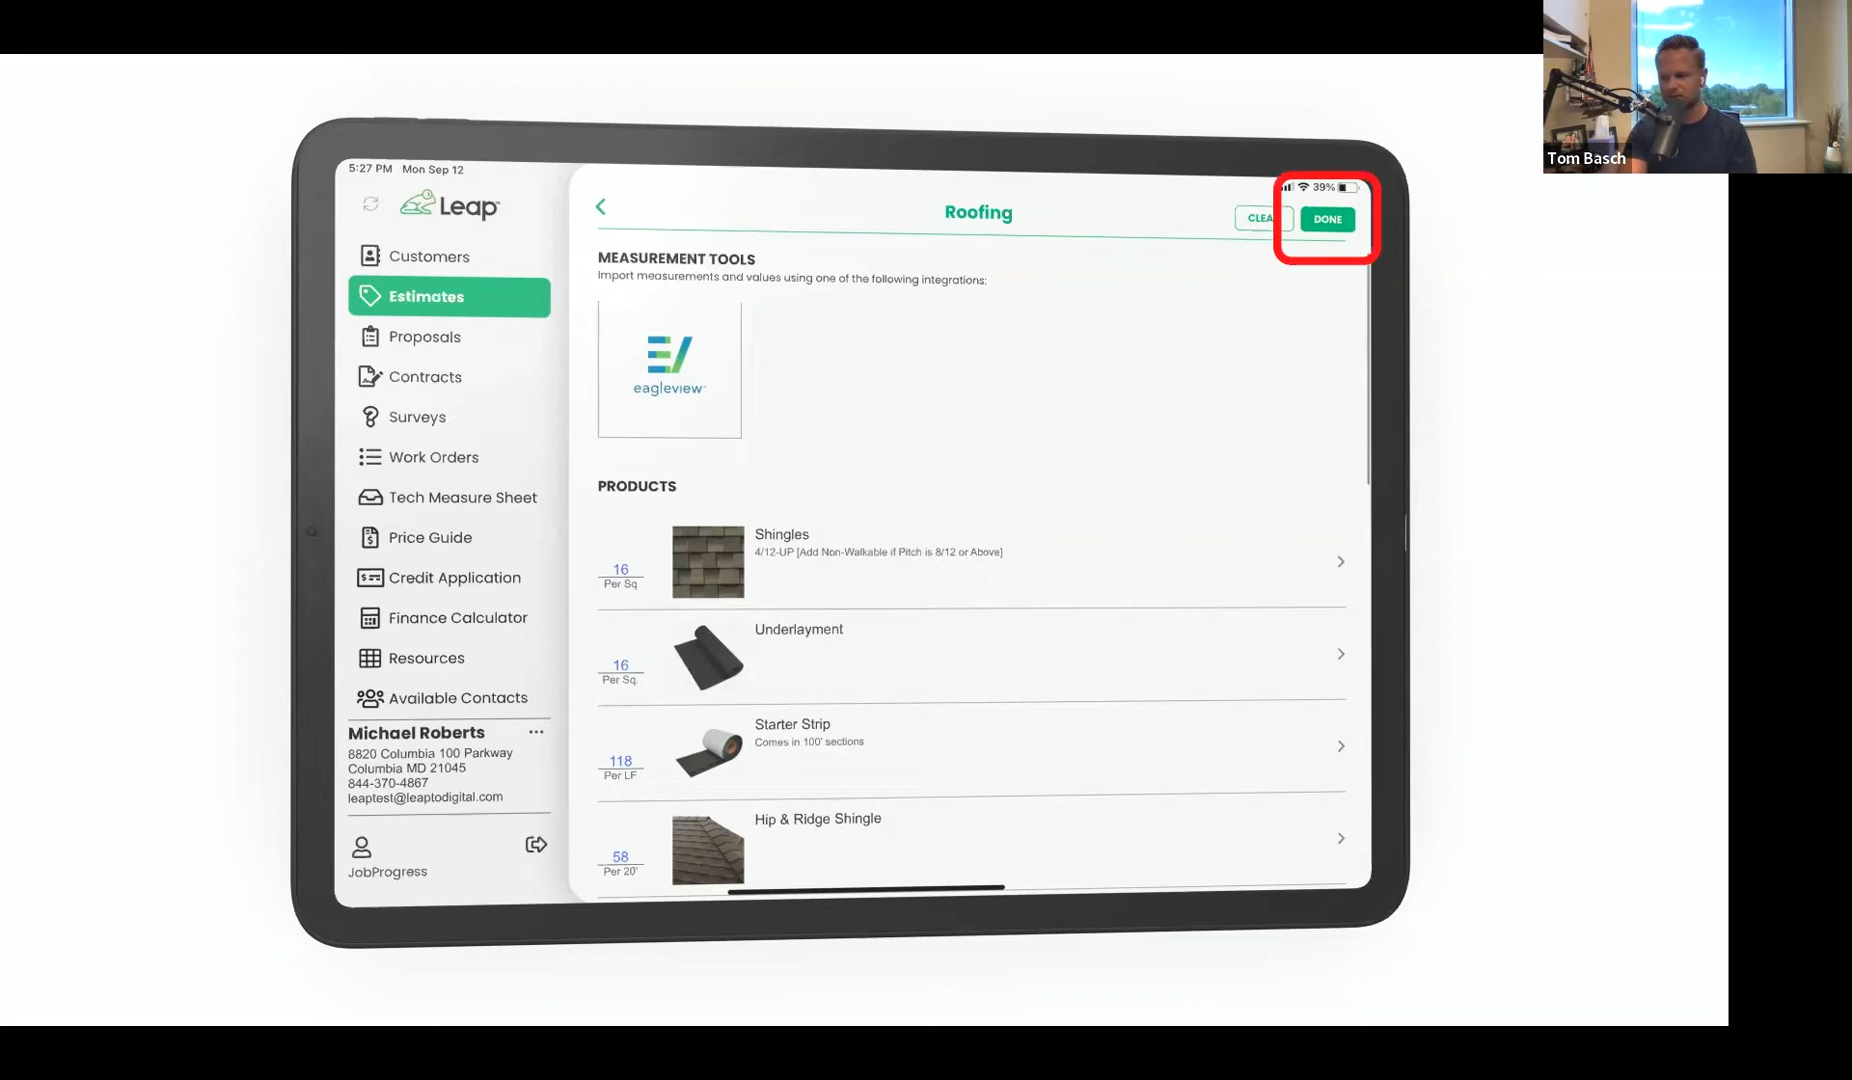 Tom Basch
5:27 PM Mon Sep 12
Leap
Customers
Estimates
Proposals
Contracts
Surveys
Work Orders
Tech Measure Sheet
Price Guide
Credit Application
Finance Calculator
Resources
Available Contacts
Michael Roberts
8820 Columbia 100 Parkway
Columbia MD 21045
844-370-4867
leaptest@leaptodigital.com
JobProgress
39%
Roofing
CLEA
DONE
MEASUREMENT TOOLS
Import measurements and values using one of the following integrations:
eagleview™
PRODUCTS
Shingles
4/12-UP [Add Non-Walkable if Pitch is 8/12 or Above]
16
Per Sq
Underlayment
16
Per Sq.
Starter Strip
Comes in 100' sections
118
Per LF
Hip & Ridge Shingle
58
Per 20'